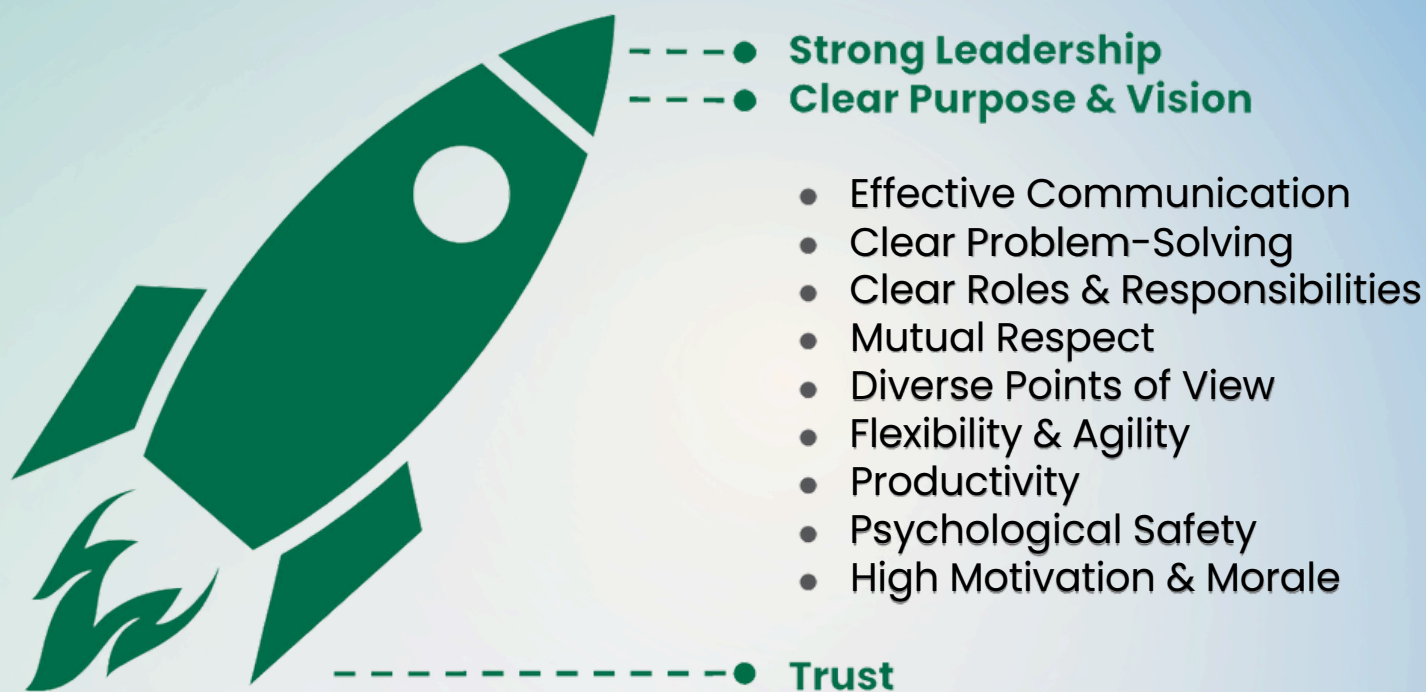 Strong Leadership
Clear Purpose & Vision
Effective Communication
Clear Problem-Solving
Clear Roles & Responsibilities
Mutual Respect
Diverse Points of View
Flexibility & Agility
Productivity
Psychological Safety
High Motivation & Morale
Trust